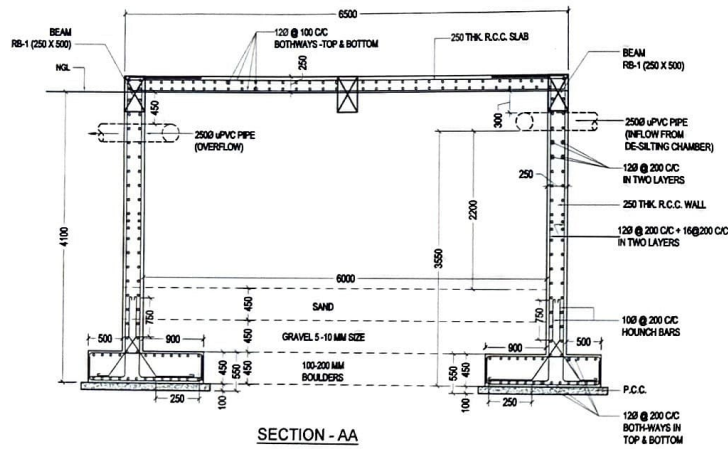 6500
BEAM
RB-1 (250 X 500)
12Ø @ 100 C/C
BOTHWAYS -TOP & BOTTOM
250
250 THK. R.C.C. SLAB
BEAM
RB-1 (250 X 500)
NGL
450
300
250Ø uPVC PIPE
(OVERFLOW)
250Ø uPVC PIPE
(INFLOW FROM
DE-SILTING CHAMBER)
12Ø @ 200 C/C
IN TWO LAYERS
250
250 THK. R.C.C. WALL
4100
3550
2200
12Ø @ 200 C/C + 16@200 C/C
IN TWO LAYERS
6000
750
450
SAND
750
10Ø @ 200 C/C
HOUNCH BARS
500
900
450
GRAVEL 5 -10 MM SIZE
900
500
450
550
450
100-200 MM
BOULDERS
550
450
P.C.C.
250
100
100
250
12Ø @ 200 C/C
BOTH-WAYS IN
TOP & BOTTOM
SECTION - AA